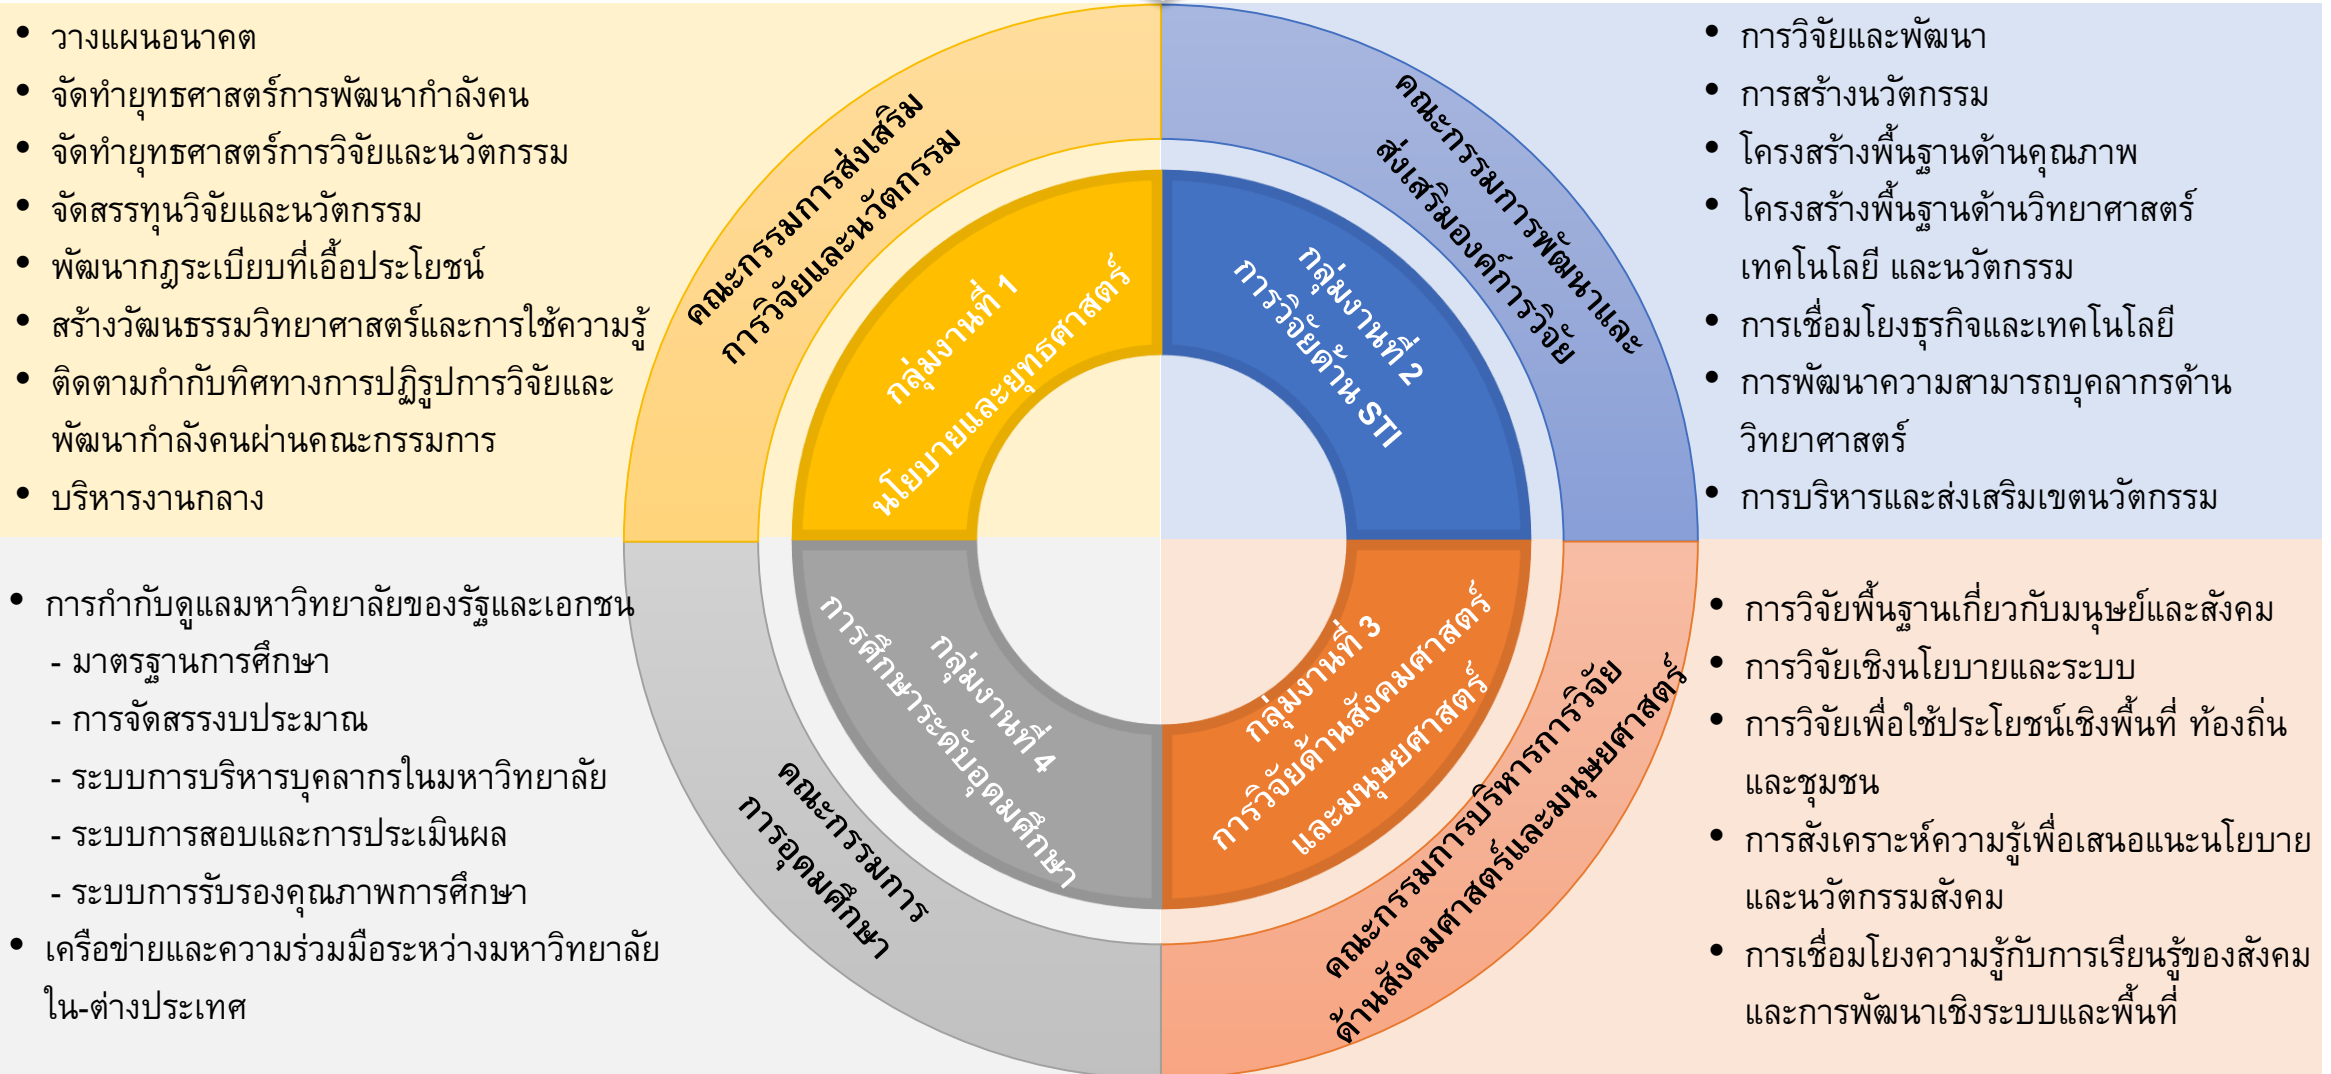 • วางแผนอนาคต
• จัดทำยุทธศาสตร์การพัฒนากำลังคน
• จัดทำยุทธศาสตร์การวิจัยและนวัตกรรม
• จัดสรรทุนวิจัยและนวัตกรรม
• พัฒนากฎระเบียบที่เอื้อประโยชน์
• สร้างวัฒนธรรมวิทยาศาสตร์และการใช้ความรู้
• ติดตามกำกับทิศทางการปฏิรูปการวิจัยและ
พัฒนากำลังคนผ่านคณะกรรมการ
• บริหารงานกลาง
คณะกรรมการส่งเสริม
การวิจัยและนวัตกรรม
กลุ่มงานที่ 1
นโยบายและยุทธศาสตร์
คณะกรรมการพัฒนาและ
ส่งเสริมองค์การวิจัย
กลุ่มงานที่ 2
การวิจัยด้าน STI
• การวิจัยและพัฒนา
• การสร้างนวัตกรรม
• โครงสร้างพื้นฐานด้านคุณภาพ
• โครงสร้างพื้นฐานด้านวิทยาศาสตร์
เทคโนโลยี และนวัตกรรม
• การเชื่อมโยงธุรกิจและเทคโนโลยี
• การพัฒนาความสามารถบุคลากรด้าน
วิทยาศาสตร์
• การบริหารและส่งเสริมเขตนวัตกรรม
• การกำกับดูแลมหาวิทยาลัยของรัฐและเอกชน
- มาตรฐานการศึกษา
- การจัดสรรงบประมาณ
- ระบบการบริหารบุคลากรในมหาวิทยาลัย
- ระบบการสอบและการประเมินผล
- ระบบการรับรองคุณภาพการศึกษา
• เครือข่ายและความร่วมมือระหว่างมหาวิทยาลัย
ใน-ต่างประเทศ
กลุ่มงานที่ 4
การศึกษาระดับอุดมศึกษา
คณะกรรมการ
การอุดมศึกษา
กลุ่มงานที่ 3
การวิจัยด้านสังคมศาสตร์
และมนุษยศาสตร์
คณะกรรมการบริหารการวิจัย
ด้านสังคมศาสตร์และมนุษยศาสตร์
• การวิจัยพื้นฐานเกี่ยวกับมนุษย์และสังคม
• การวิจัยเชิงนโยบายและระบบ
• การวิจัยเพื่อใช้ประโยชน์เชิงพื้นที่ ท้องถิ่น
และชุมชน
• การสังเคราะห์ความรู้เพื่อเสนอแนะนโยบาย
และนวัตกรรมสังคม
• การเชื่อมโยงความรู้กับการเรียนรู้ของสังคม
และการพัฒนาเชิงระบบและพื้นที่